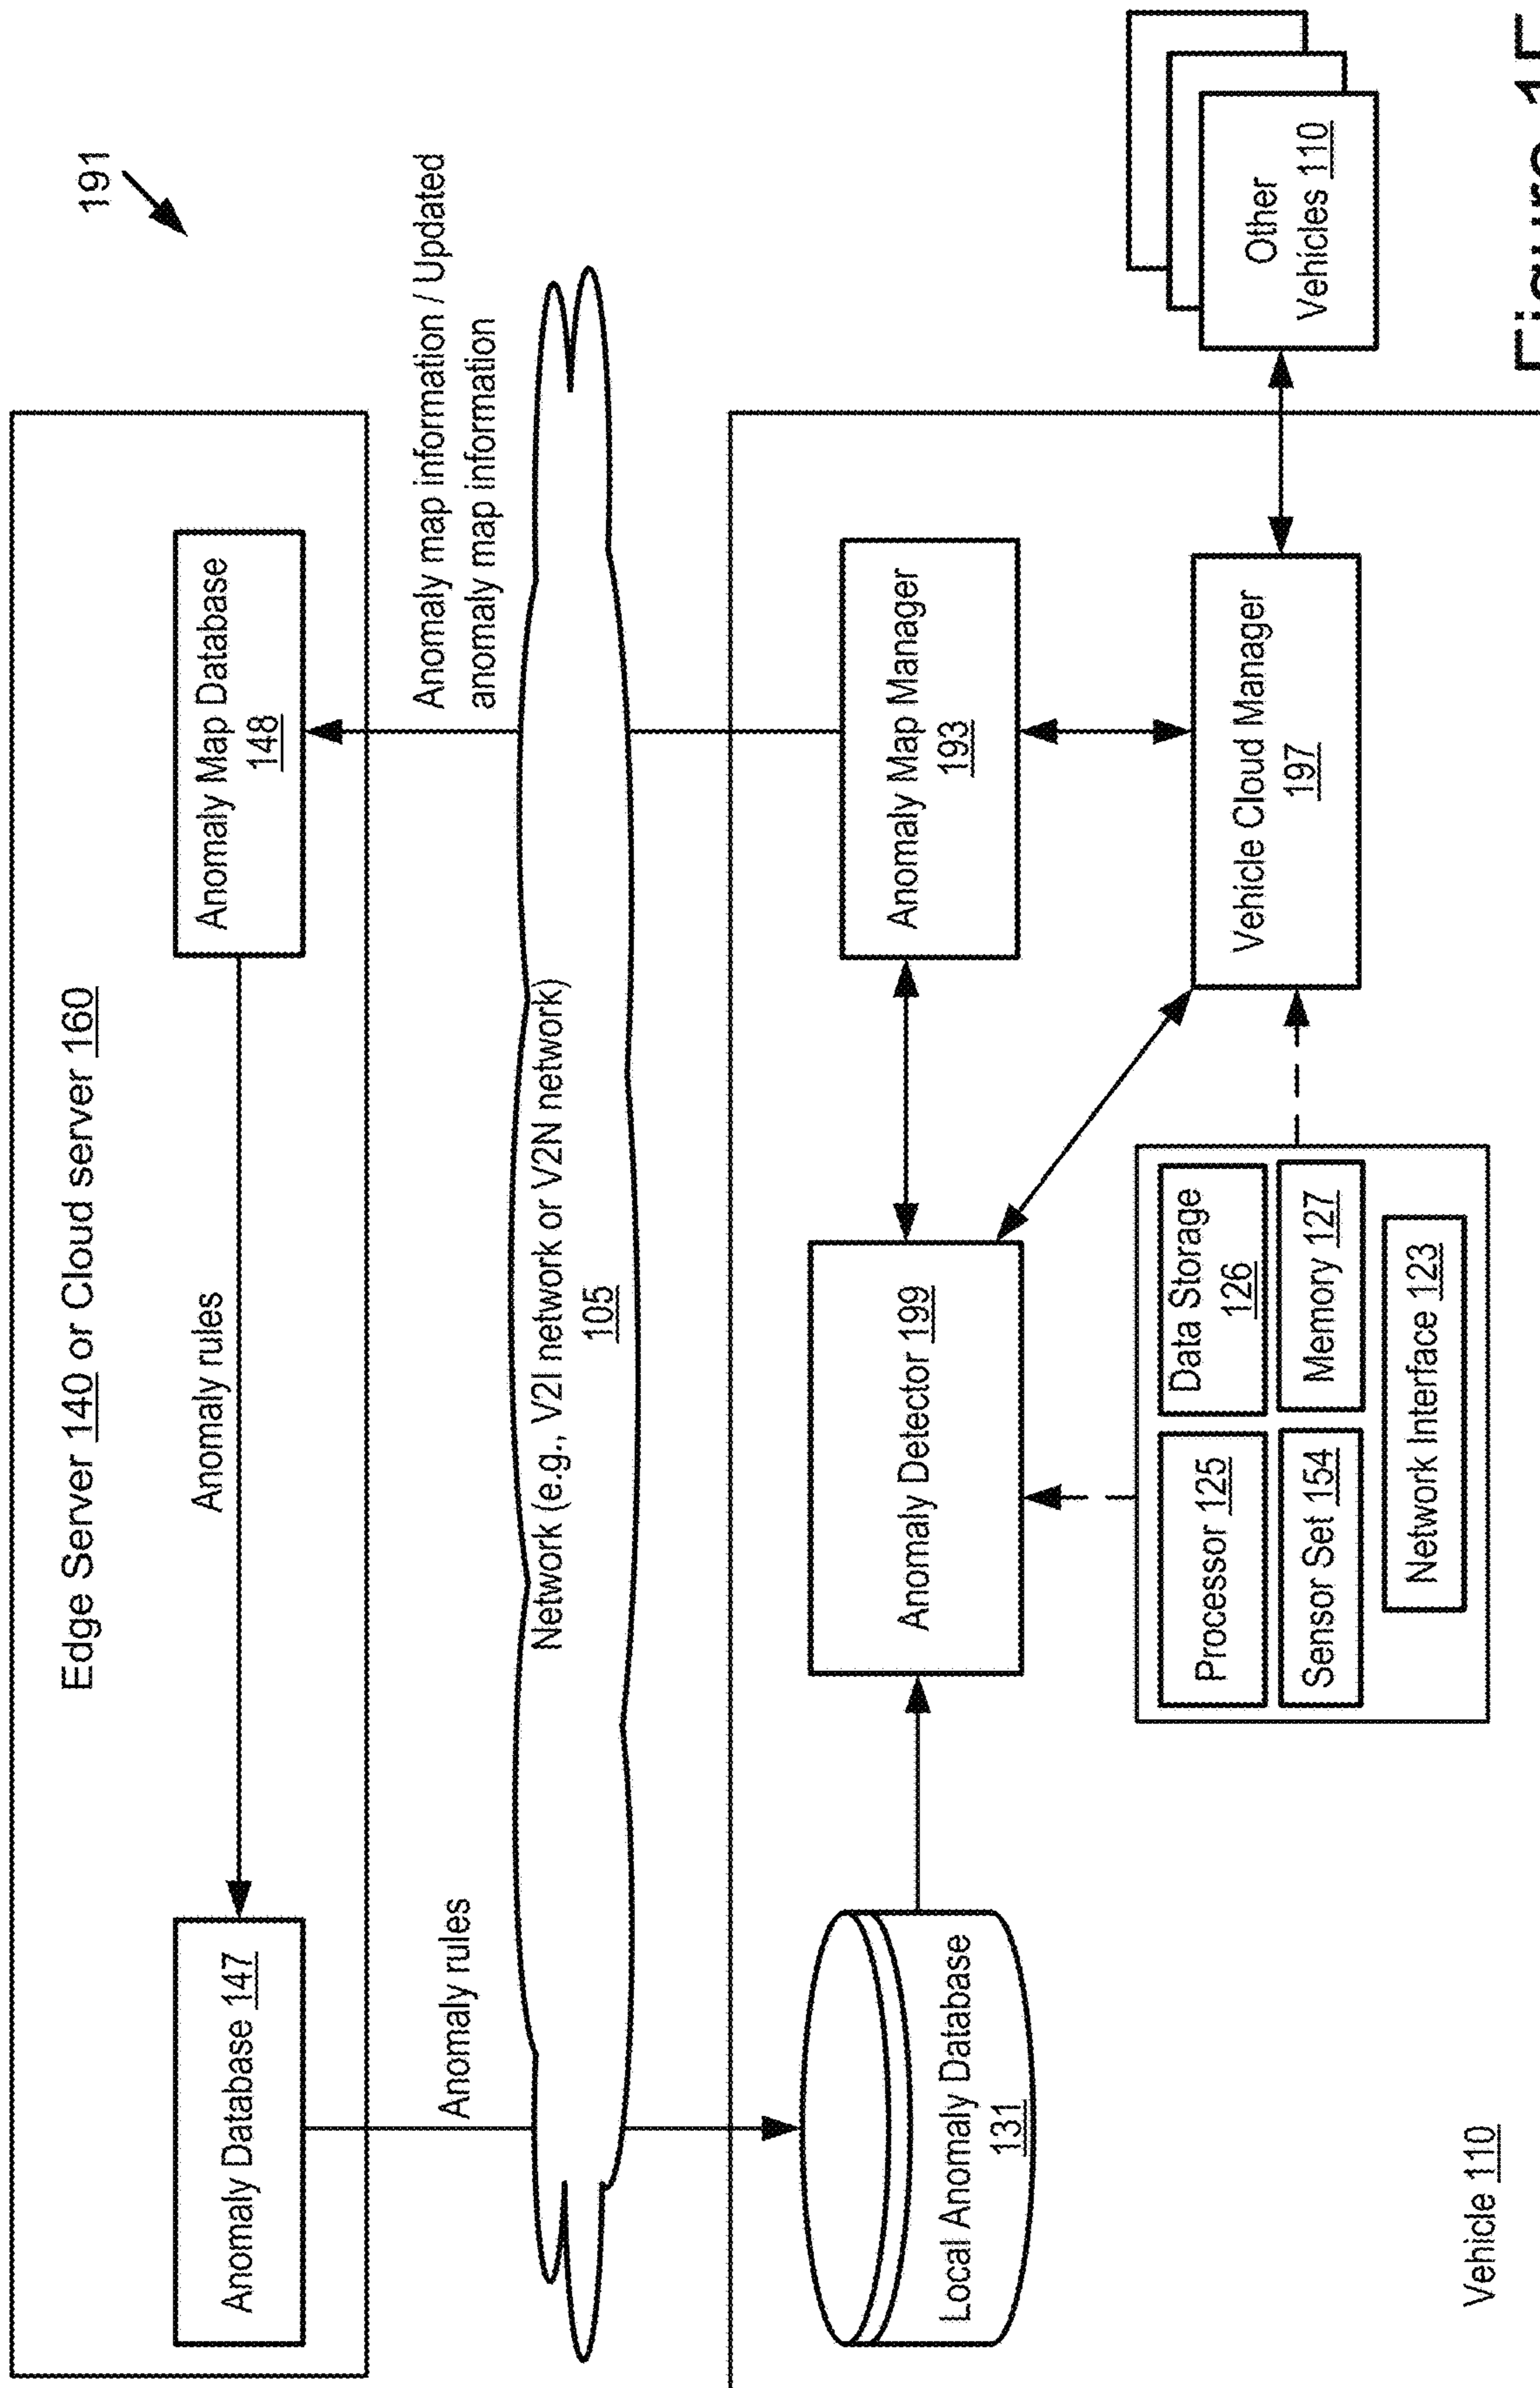 191
Edge Server 140 or Cloud server 160
Anomaly Database 147
Anomaly rules
Anomaly Map Database
148
Anomaly rules
Anomaly map information / Updated
anomaly map information
Network (e.g., V2I network or V2N network)
105
Local Anomaly Database
131
Anomaly Detector 199
Anomaly Map Manager
193
Processor 125
Data Storage
126
Sensor Set 154
Memory 127
Network Interface 123
Vehicle Cloud Manager
197
Other
Vehicles 110
Vehicle 110